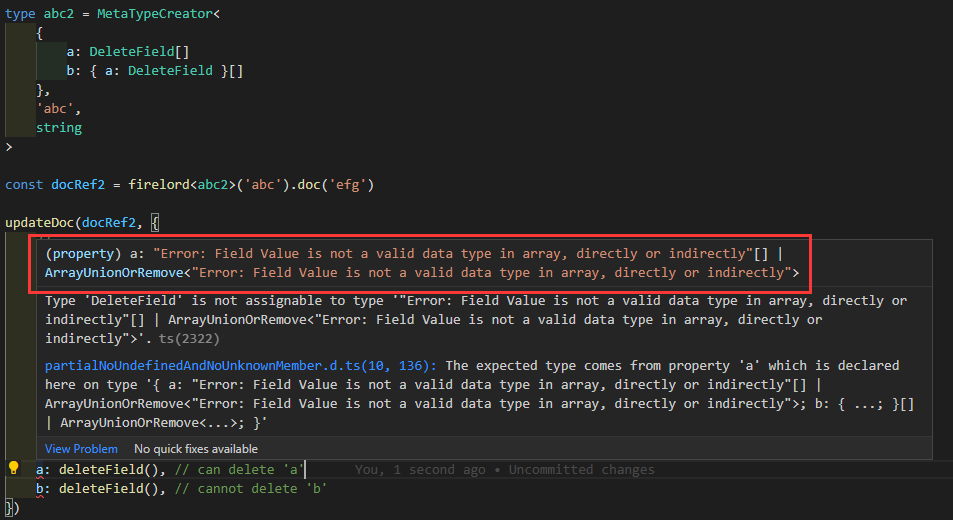 type abc2 = MetaTypeCreator<
{
a: DeleteField[]
b: { a: DeleteField }[]
},
'abc',
string
>
const docRef2 = firelord<abc2>('abc').doc('efg')
updateDoc(docRef2, {
(property) a: "Error: Field Value is not a valid data type in array, directly or indirectly"[] |
ArrayUnionOrRemove<"Error: Field Value is not a valid data type in array, directly or indirectly">
Type 'DeleteField' is not assignable to type '"Error: Field Value is not a valid data type in array, directly or
indirectly"[] | ArrayUnionOrRemove<"Error: Field Value is not a valid data type in array, directly or
indirectly">'. ts(2322)
partialNoUndefinedAndNoUnknownMember.d.ts(10, 136): The expected type comes from property 'a' which is declared
here on type '{ a: "Error: Field Value is not a valid data type in array, directly or indirectly"[] |
ArrayUnionOrRemove<"Error: Field Value is not a valid data type in array, directly or indirectly">; b: { ...; }[]
| ArrayUnionOrRemove<...>; }'
View Problem No quick fixes available
a: deleteField(), // can delete 'a' You, 1 second ago • Uncommitted changes
b: deleteField(), // cannot delete 'b'
})